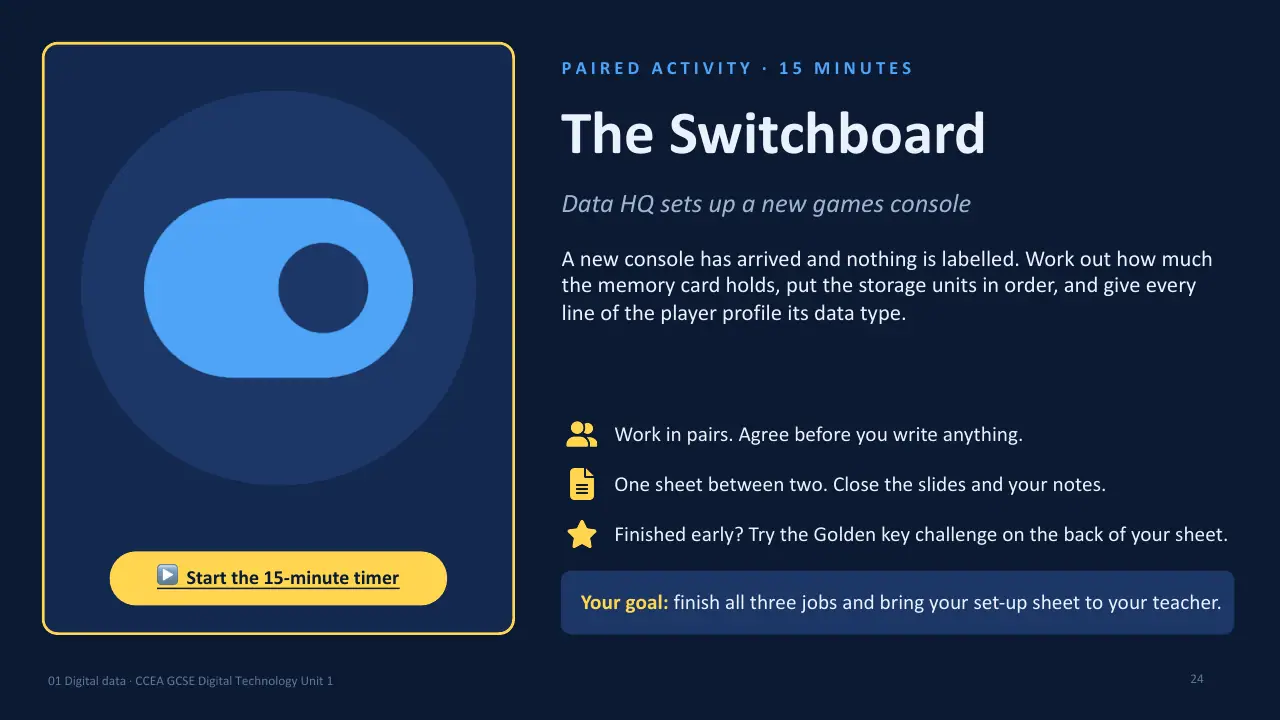 PAIRED ACTIVITY · 15 MINUTES
The Switchboard
Data HQ sets up a new games console
A new console has arrived and nothing is labelled. Work out how much
the memory card holds, put the storage units in order, and give every
line of the player profile its data type.
Work in pairs. Agree before you write anything.
One sheet between two. Close the slides and your notes.
Finished early? Try the Golden key challenge on the back of your sheet.
Your goal: finish all three jobs and bring your set-up sheet to your teacher.
Start the 15-minute timer
01 Digital data · CCEA GCSE Digital Technology Unit 1
24